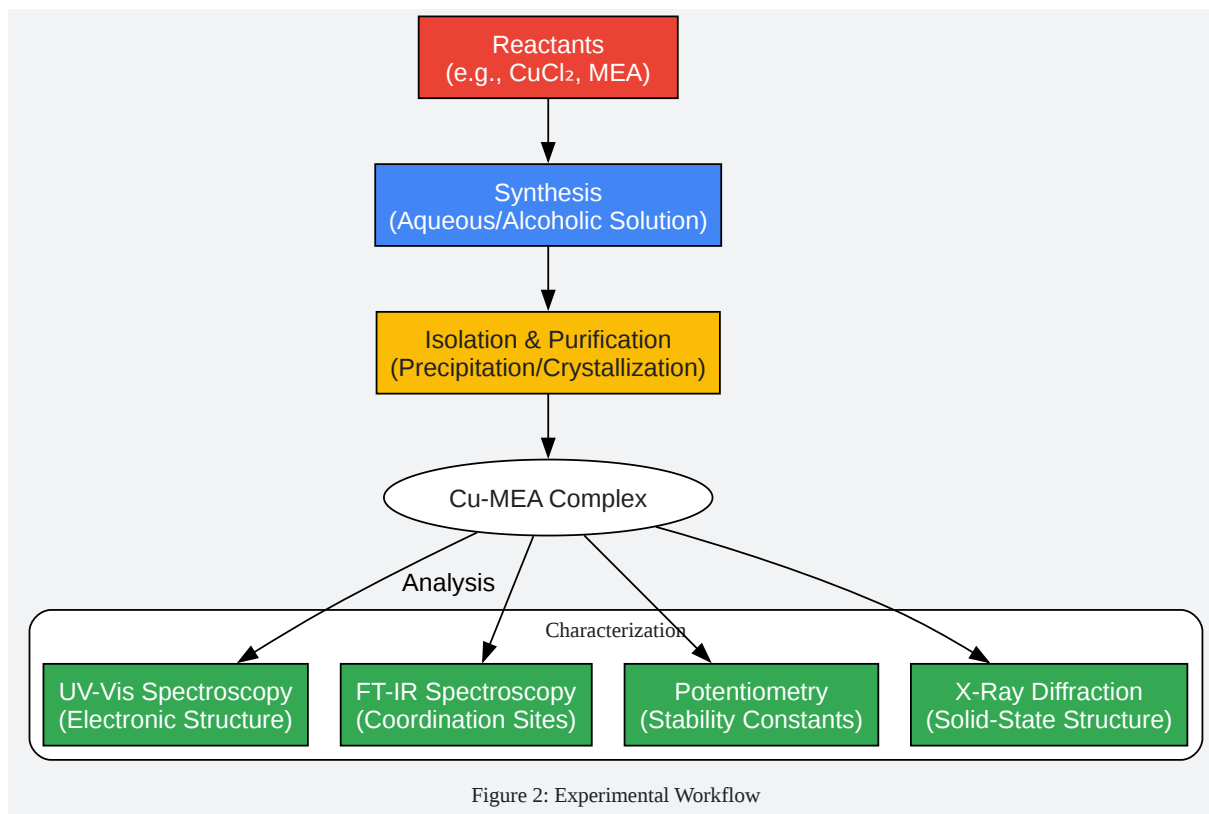 Reactants
(e.g., CuCl₂, MEA)
Synthesis
(Aqueous/Alcoholic Solution)
Isolation & Purification
(Precipitation/Crystallization)
Cu-MEA Complex
Analysis
Characterization
UV-Vis Spectroscopy
(Electronic Structure)
FT-IR Spectroscopy
(Coordination Sites)
Potentiometry
(Stability Constants)
X-Ray Diffraction
(Solid-State Structure)
Figure 2: Experimental Workflow